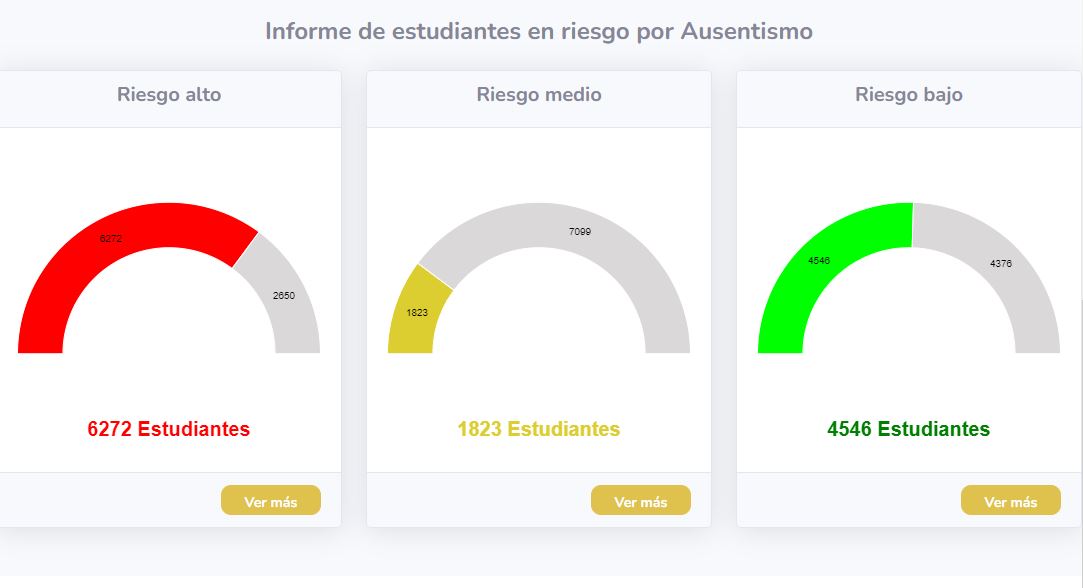 Informe de estudiantes en riesgo por Ausentismo
Riesgo alto
6272
2650
6272 Estudiantes
Ver más
Riesgo medio
7099
1823
1823 Estudiantes
Ver más
Riesgo bajo
4546
4376
4546 Estudiantes
Ver más